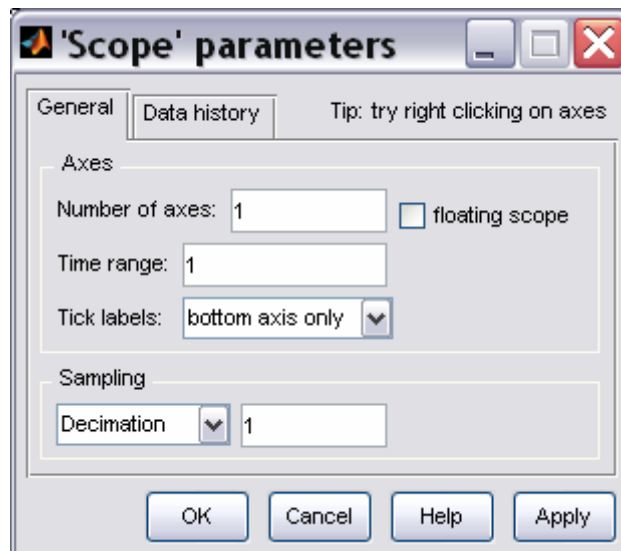 'Scope' parameters
General Data history Tip: try right clicking on axes
Axes
Number of axes: 1 floating scope
Time range: 1
Tick labels: bottom axis only
Sampling
Decimation 1
OK Cancel Help Apply